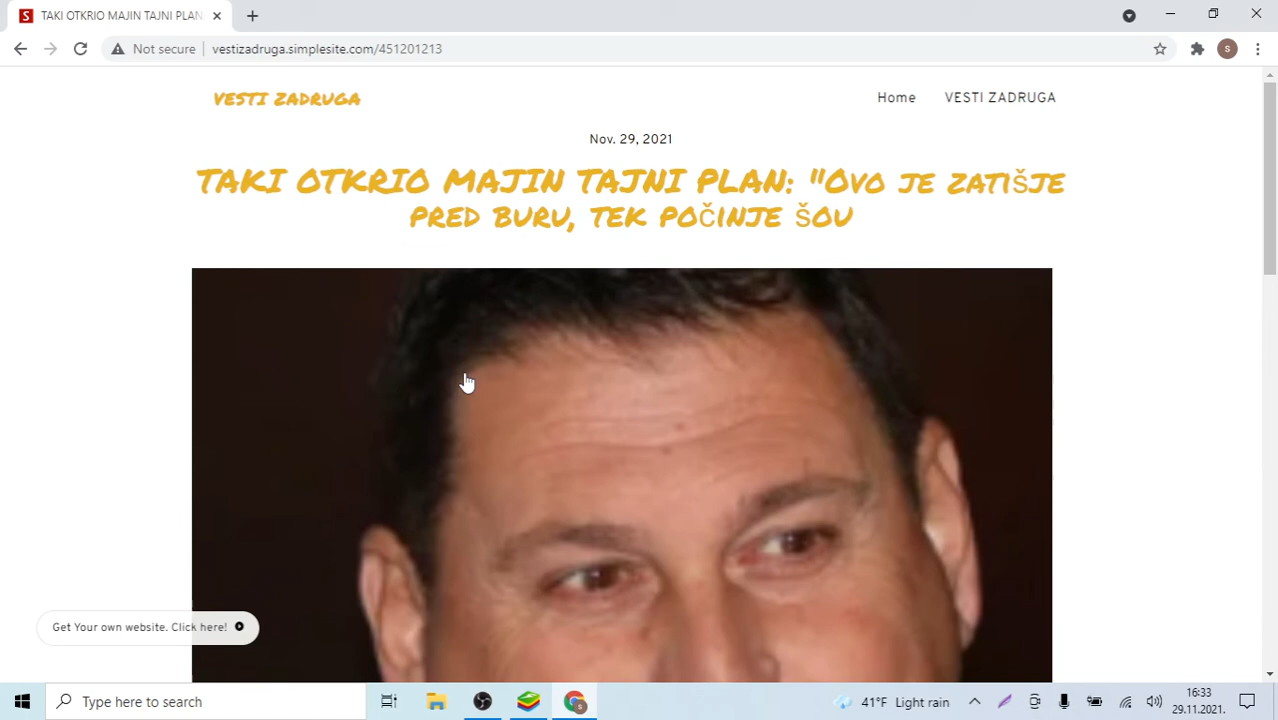 TAKI OTKRIO MAJIN TAJNI PLAN
Not secure
vestizadruga.simplesite.com/451201213
S
VESTI ZADRUGA
Home
VESTI ZADRUGA
Nov. 29, 2021
TAKI OTKRIO MAJIN TAJNI PLAN: "OVO JE ZATIŠJE
PRED BURU, TEK POČINJE ŠOU
Get Your own website. Click here!
Type here to search
41°F Light rain
16:33
29.11.2021.